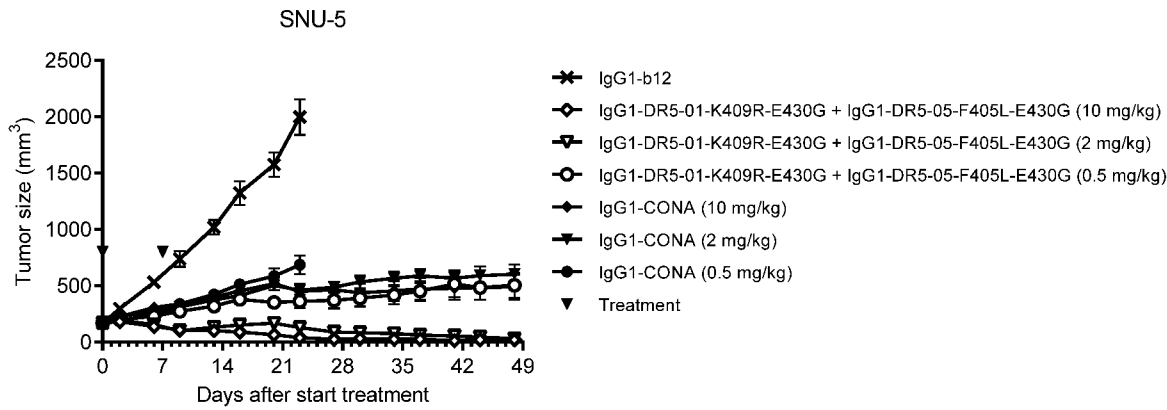 SNU-5
2500
2000
1500
1000
500
0
Tumor size (mm³)
0 7 14 21 28 35 42 49
Days after start treatment
IgG1-b12
IgG1-DR5-01-K409R-E430G + IgG1-DR5-05-F405L-E430G (10 mg/kg)
IgG1-DR5-01-K409R-E430G + IgG1-DR5-05-F405L-E430G (2 mg/kg)
IgG1-DR5-01-K409R-E430G + IgG1-DR5-05-F405L-E430G (0.5 mg/kg)
IgG1-CONA (10 mg/kg)
IgG1-CONA (2 mg/kg)
IgG1-CONA (0.5 mg/kg)
Treatment